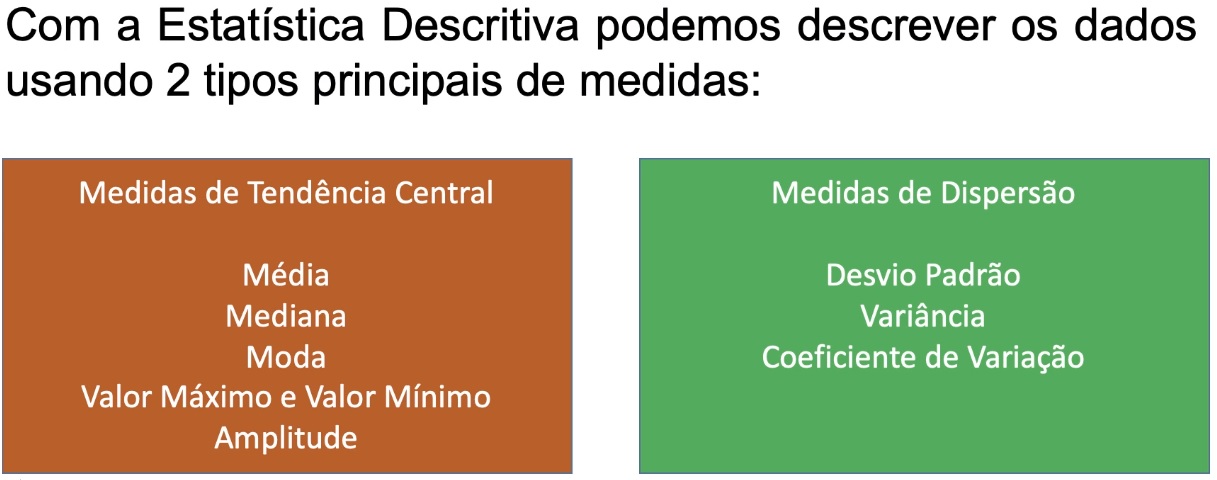 Com a Estatística Descritiva podemos descrever os dados
usando 2 tipos principais de medidas:
Medidas de Tendência Central
Média
Mediana
Moda
Valor Máximo e Valor Mínimo
Amplitude
Medidas de Dispersão
Desvio Padrão
Variância
Coeficiente de Variação